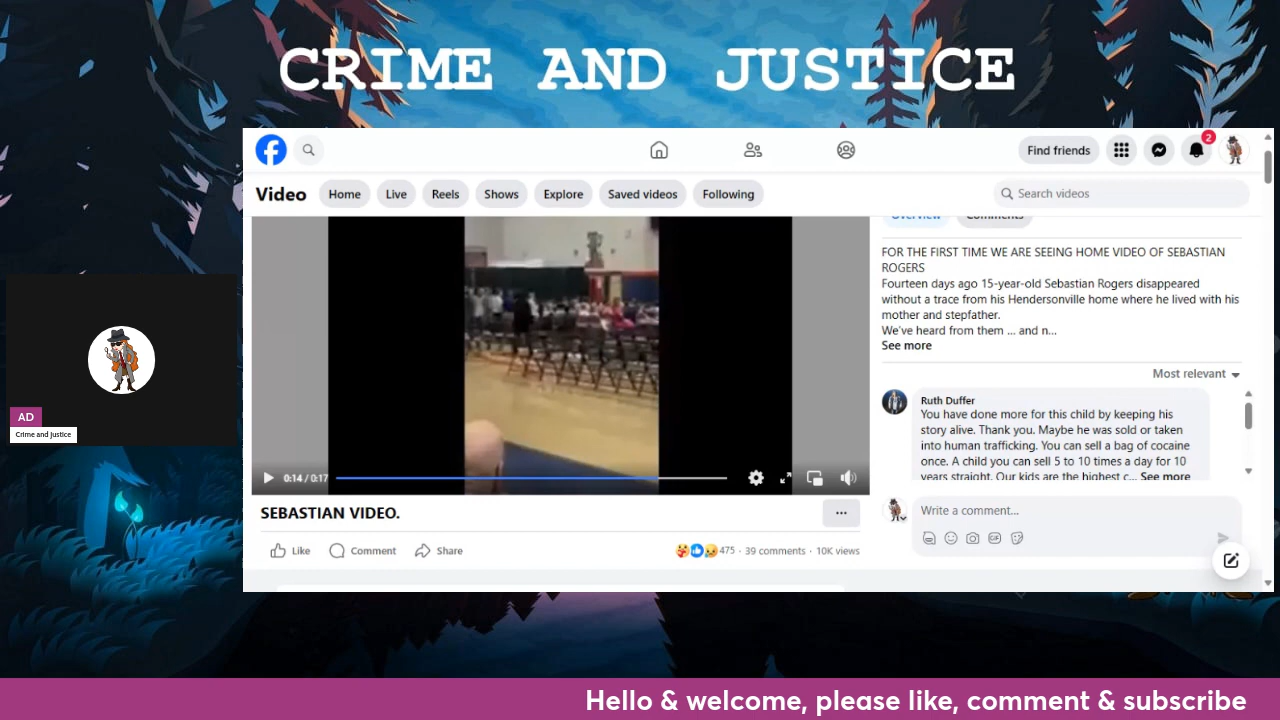 CRIME AND JUSTICE
Find friends
2
Video
Home
Live
Reels
Shows
Explore
Saved videos
Following
Search videos
Overview
Comments
FOR THE FIRST TIME WE ARE SEEING HOME VIDEO OF SEBASTIAN
ROGERS
Fourteen days ago 15-year-old Sebastian Rogers disappeared
without a trace from his Hendersonville home where he lived with his
mother and stepfather.
We've heard from them ... and n...
See more
Most relevant
Ruth Duffer
You have done more for this child by keeping his
story alive. Thank you. Maybe he was sold or taken
into human trafficking. You can sell a bag of cocaine
once. A child you can sell 5 to 10 times a day for 10
years straight. Our kids are the highest c... See more
Write a comment...
GIF
0:14 / 0:17
SEBASTIAN VIDEO.
...
Like
Comment
Share
475 · 39 comments · 10K views
AD
Crime and Justice
Hello & welcome, please like, comment & subscribe